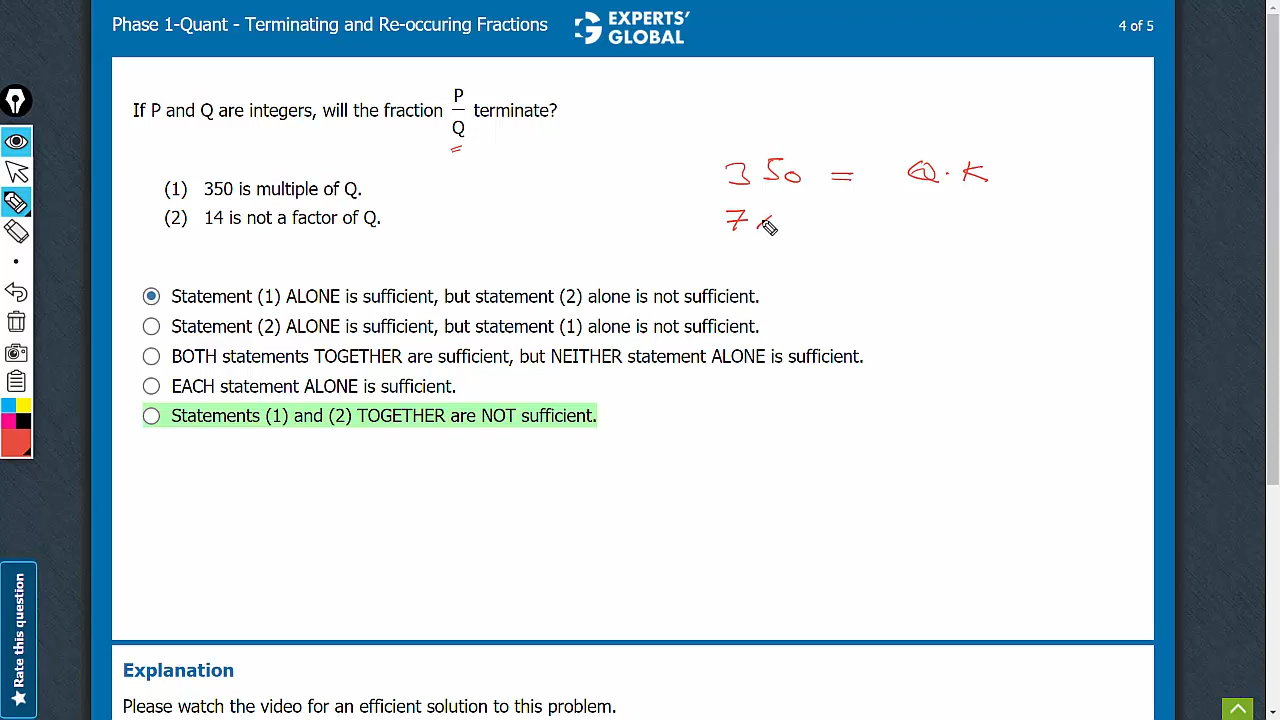 Phase 1-Quant - Terminating and Re-occuring Fractions
EXPERTS'
GLOBAL
4 of 5
If P and Q are integers, will the fraction P/Q terminate?
350 = Q.K
(1) 350 is multiple of Q.
(2) 14 is not a factor of Q.
7
Statement (1) ALONE is sufficient, but statement (2) alone is not sufficient.
Statement (2) ALONE is sufficient, but statement (1) alone is not sufficient.
BOTH statements TOGETHER are sufficient, but NEITHER statement ALONE is sufficient.
EACH statement ALONE is sufficient.
Statements (1) and (2) TOGETHER are NOT sufficient.
Rate this question
Explanation
Please watch the video for an efficient solution to this problem.